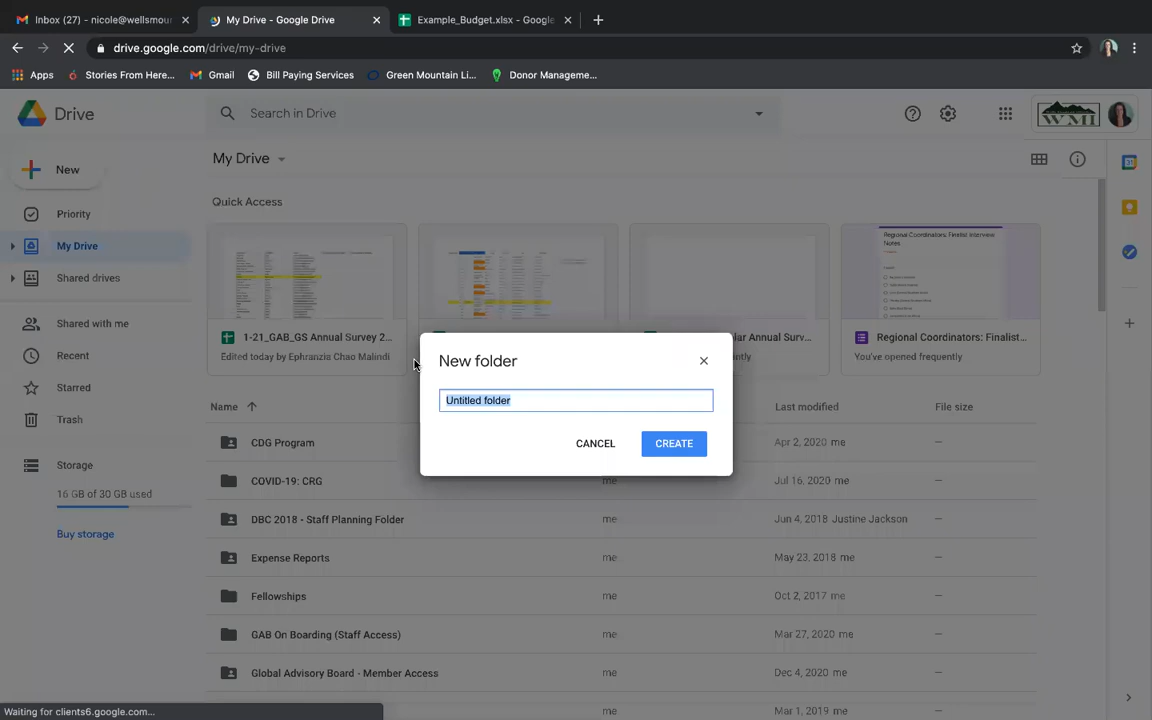 Inbox (27) - nicole@wellsmou
My Drive - Google Drive
Example_Budget.xlsx - Google
drive.google.com/drive/my-drive
Apps
Stories From Here...
Gmail
Bill Paying Services
Green Mountain Li...
Donor Manageme...
Drive
Search in Drive
WMI
New
My Drive
Priority
Quick Access
My Drive
Shared drives
Regional Coordinators: Finalist Interview
Notes
Shared with me
1-21_GAB_GS Annual Survey 2...
lar Annual Surv...
Regional Coordinators: Finalist...
Recent
Edited today by Ephranzia Chao Malindi
You've opened frequently
New folder
Starred
Untitled folder
Name
Last modified
File size
Trash
CANCEL
CREATE
CDG Program
Apr 2, 2020 me
—
Storage
COVID-19: CRG
me
Jul 16, 2020 me
—
16 GB of 30 GB used
DBC 2018 - Staff Planning Folder
me
Jun 4, 2018 Justine Jackson
—
Buy storage
Expense Reports
me
May 23, 2018 me
—
Fellowships
me
Oct 2, 2017 me
—
GAB On Boarding (Staff Access)
me
Mar 27, 2020 me
—
Global Advisory Board - Member Access
me
Dec 4, 2020 me
—
me
Mar 1, 2019 me
Waiting for clients6.google.com...